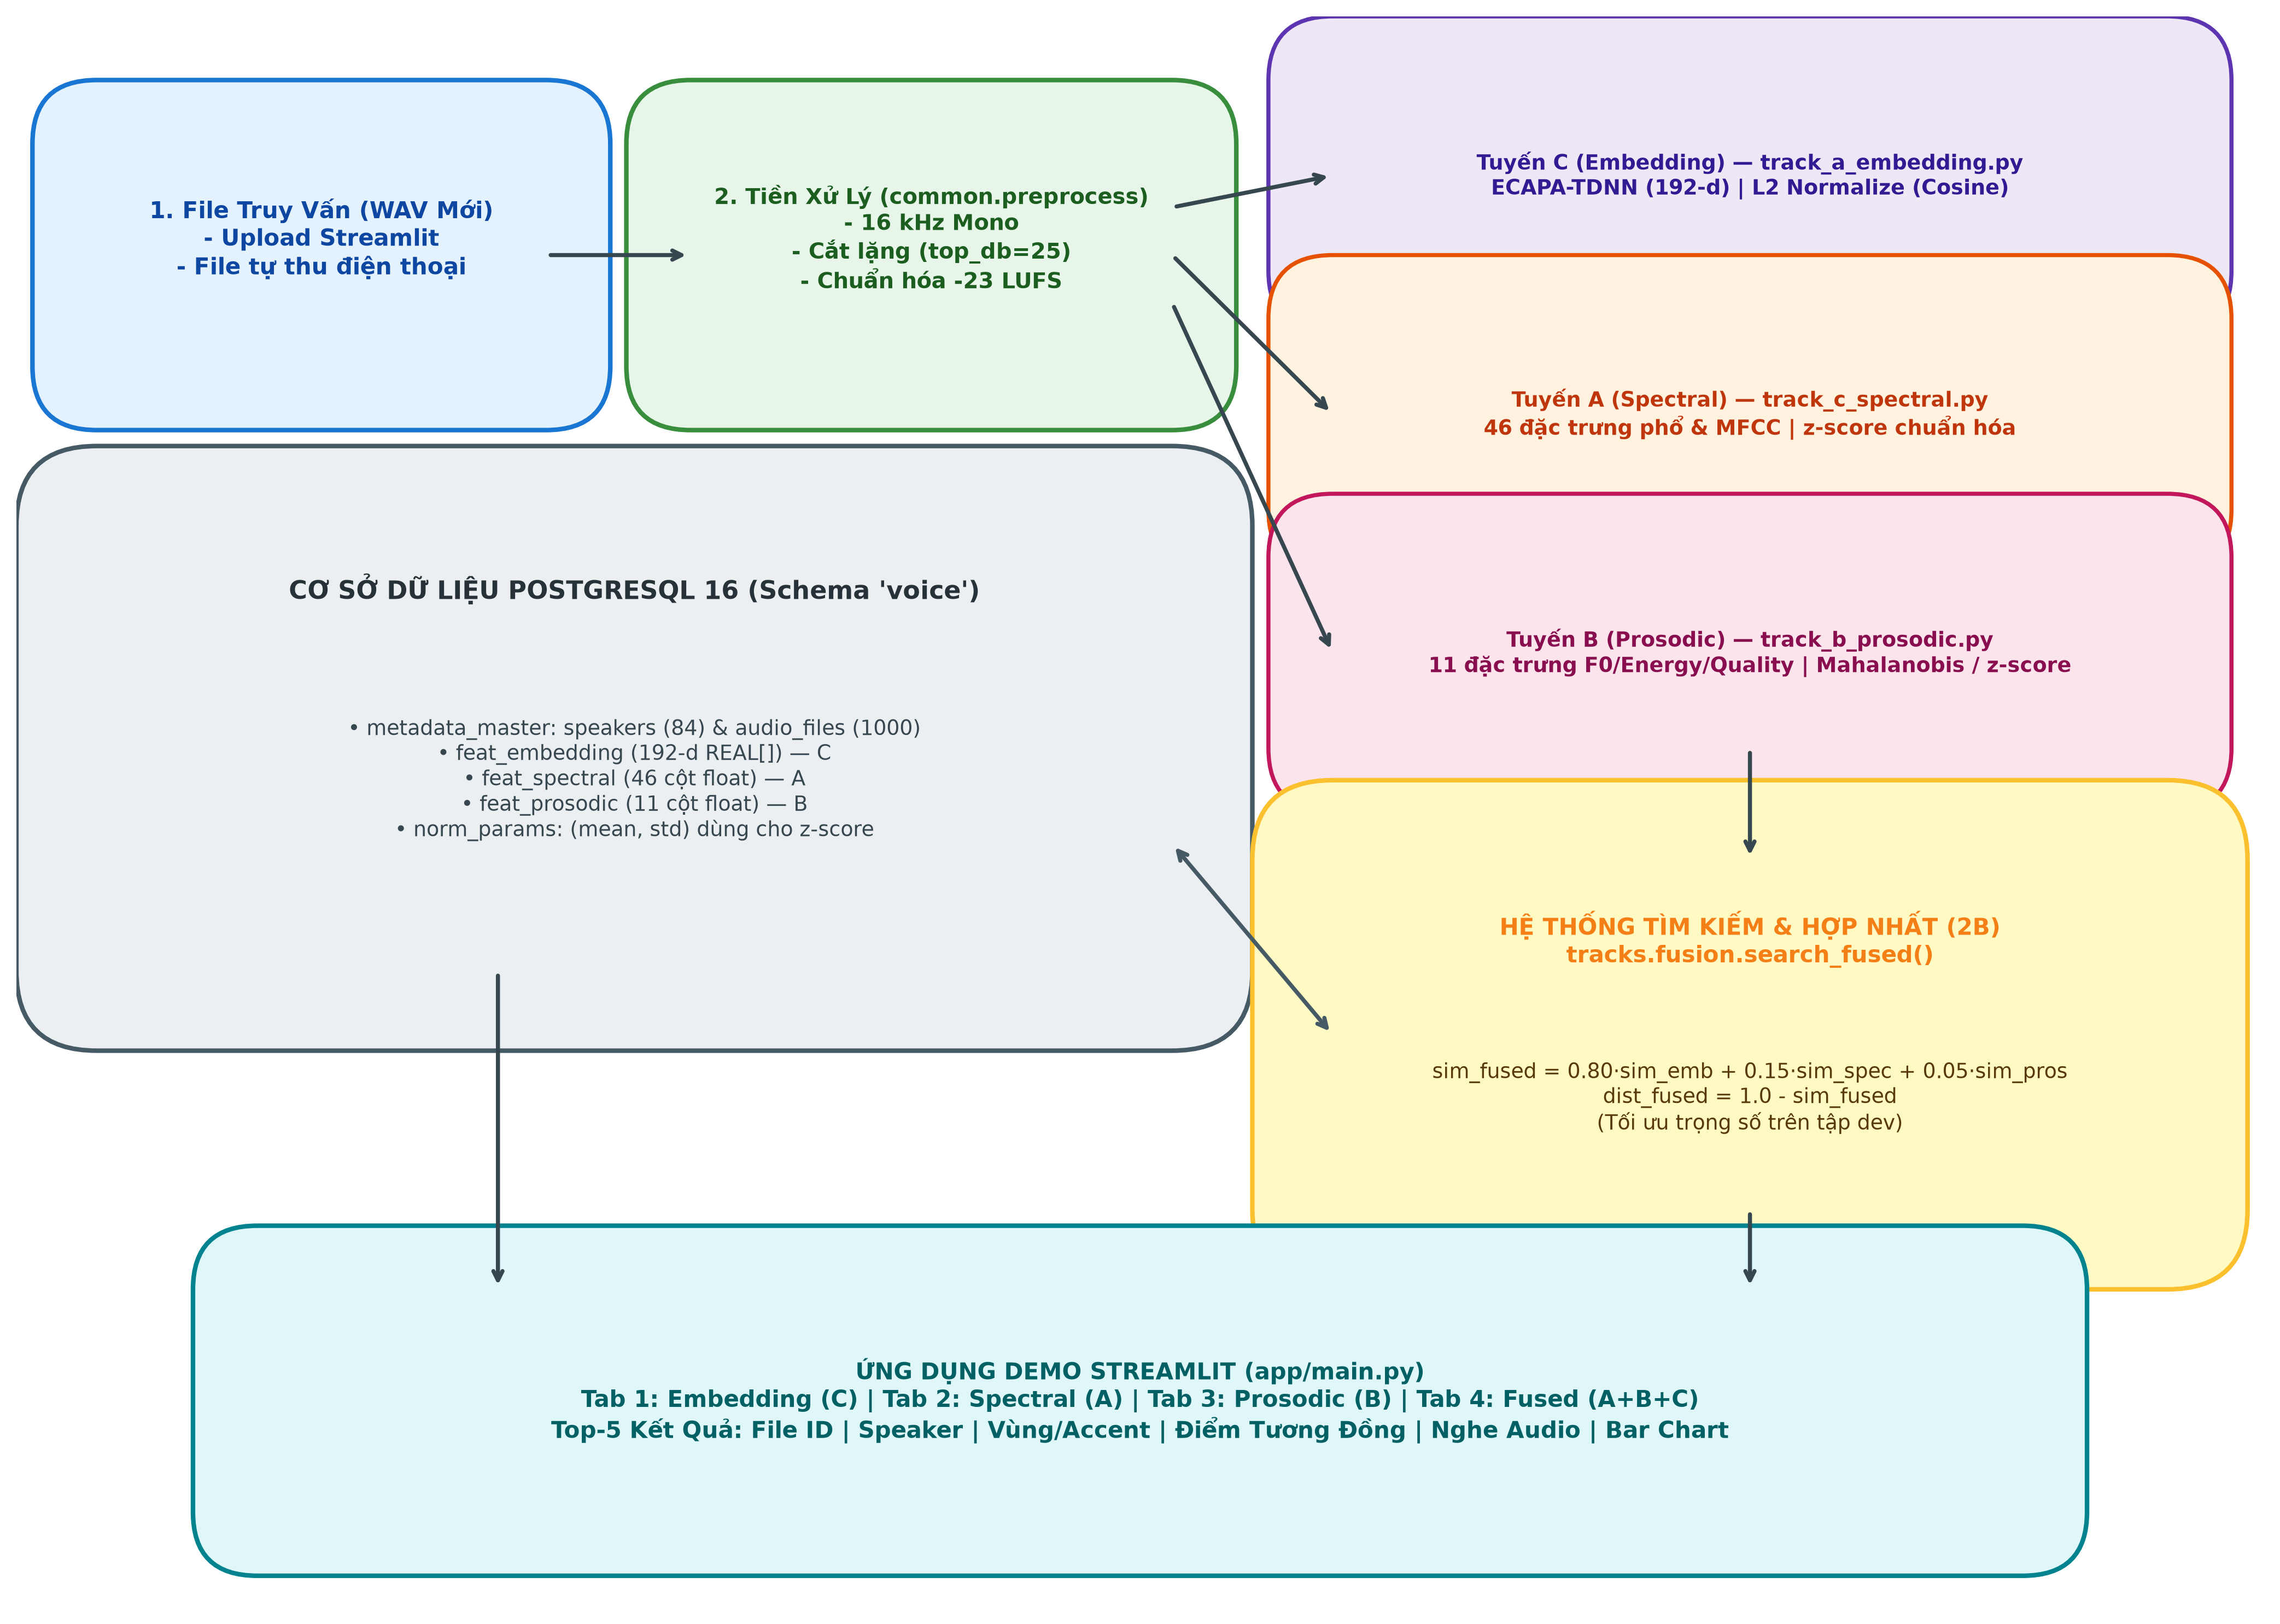 1. File Truy Vấn (WAV Mới)
- Upload Streamlit
- File tự thu điện thoại
2. Tiền Xử Lý (common.preprocess)
- 16 kHz Mono
- Cắt lặng (top_db=25)
- Chuẩn hóa -23 LUFS
Tuyến C (Embedding) — track_a_embedding.py
ECAPA-TDNN (192-d) | L2 Normalize (Cosine)
Tuyến A (Spectral) — track_c_spectral.py
46 đặc trưng phổ & MFCC | z-score chuẩn hóa
Tuyến B (Prosodic) — track_b_prosodic.py
11 đặc trưng F0/Energy/Quality | Mahalanobis / z-score
CƠ SỞ DỮ LIỆU POSTGRESQL 16 (Schema 'voice')
• metadata_master: speakers (84) & audio_files (1000)
• feat_embedding (192-d REAL[]) — C
• feat_spectral (46 cột float) — A
• feat_prosodic (11 cột float) — B
• norm_params: (mean, std) dùng cho z-score
HỆ THỐNG TÌM KIẾM & HỢP NHẤT (2B)
tracks.fusion.search_fused()
sim_fused = 0.80·sim_emb + 0.15·sim_spec + 0.05·sim_pros
dist_fused = 1.0 - sim_fused
(Tối ưu trọng số trên tập dev)
ỨNG DỤNG DEMO STREAMLIT (app/main.py)
Tab 1: Embedding (C) | Tab 2: Spectral (A) | Tab 3: Prosodic (B) | Tab 4: Fused (A+B+C)
Top-5 Kết Quả: File ID | Speaker | Vùng/Accent | Điểm Tương Đồng | Nghe Audio | Bar Chart